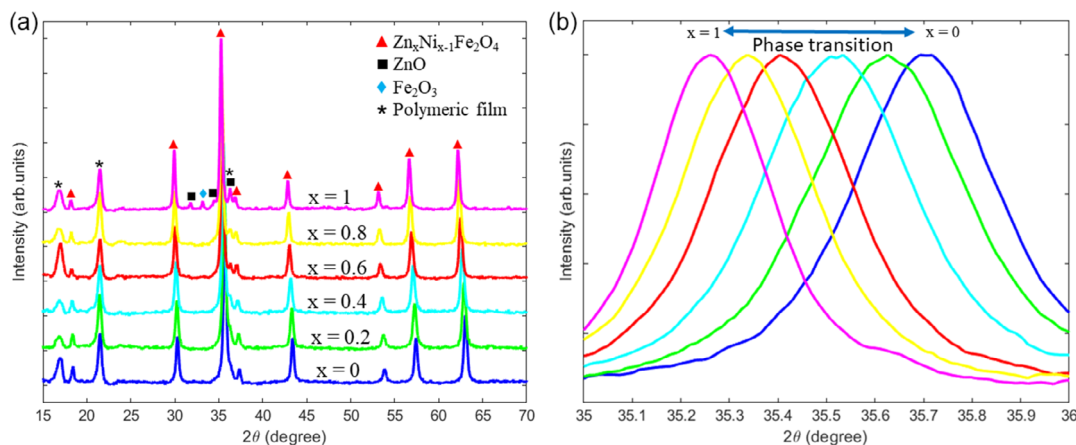 (a)
Intensity (arb.units)
▲ ZnₓNiₓ₋₁Fe₂O₄
■ ZnO
♦ Fe₂O₃
* Polymeric film
x = 1
x = 0.8
x = 0.6
x = 0.4
x = 0.2
x = 0
15 20 25 30 35 40 45 50 55 60 65 70
2θ (degree)
(b)
Intensity (arb.units)
x = 1 x = 0
Phase transition
35 35.1 35.2 35.3 35.4 35.5 35.6 35.7 35.8 35.9 36
2θ (degree)